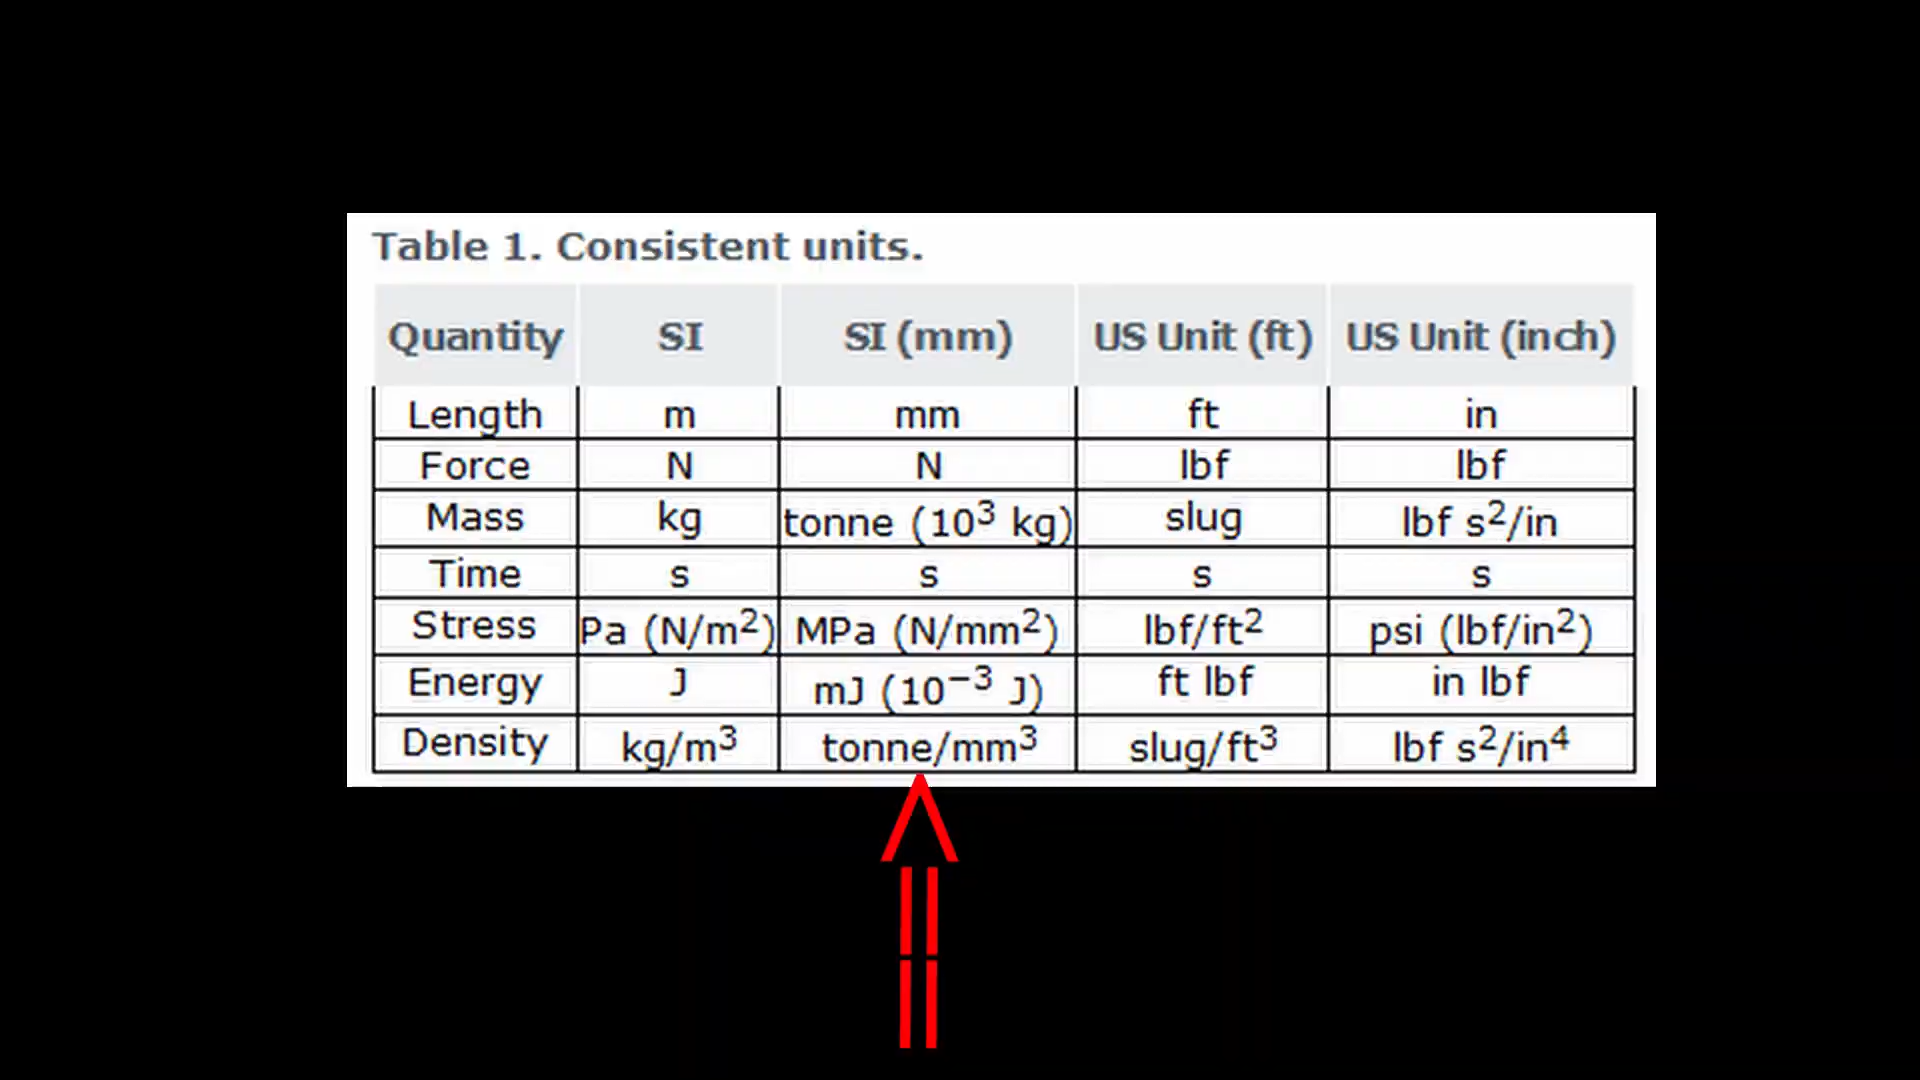 Table 1. Consistent units.
Quantity SI SI (mm) US Unit (ft) US Unit (inch)
Length m mm ft in
Force N N lbf lbf
Mass kg tonne (10³ kg) slug lbf s²/in
Time s s s s
Stress Pa (N/m²) MPa (N/mm²) lbf/ft² psi (lbf/in²)
Energy J mJ (10⁻³ J) ft lbf in lbf
Density kg/m³ tonne/mm³ slug/ft³ lbf s²/in⁴